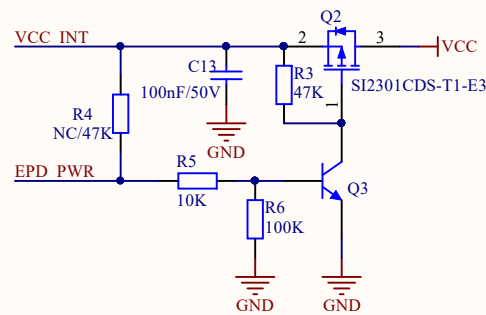 Q2
VCC_INT
2
3
VCC
C13
100nF/50V
R3
47K
SI2301CDS-T1-E3
1
R4
NC/47K
GND
EPD_PWR
R5
10K
Q3
R6
100K
GND
GND